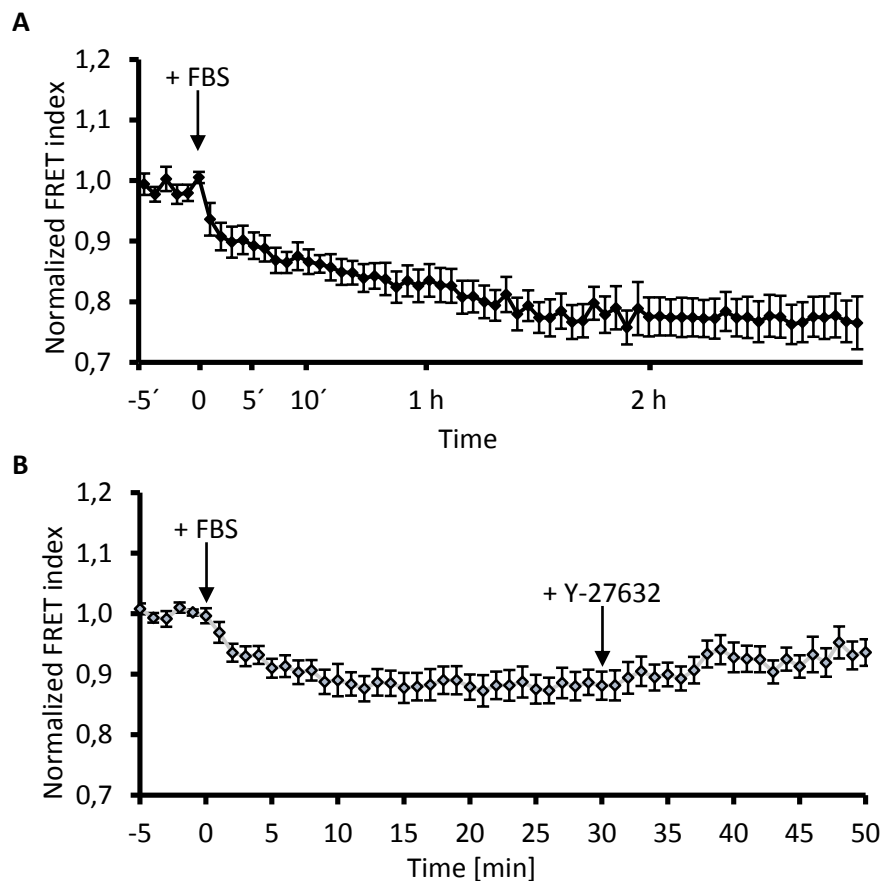 A
1,2
+ FBS
1,1
1,0
0,9
0,8
0,7
Normalized FRET index
-5´ 0 5´ 10´ 1 h 2 h
Time
B
1,2
+ FBS
1,1
+ Y-27632
1,0
0,9
0,8
0,7
Normalized FRET index
-5 0 5 10 15 20 25 30 35 40 45 50
Time [min]